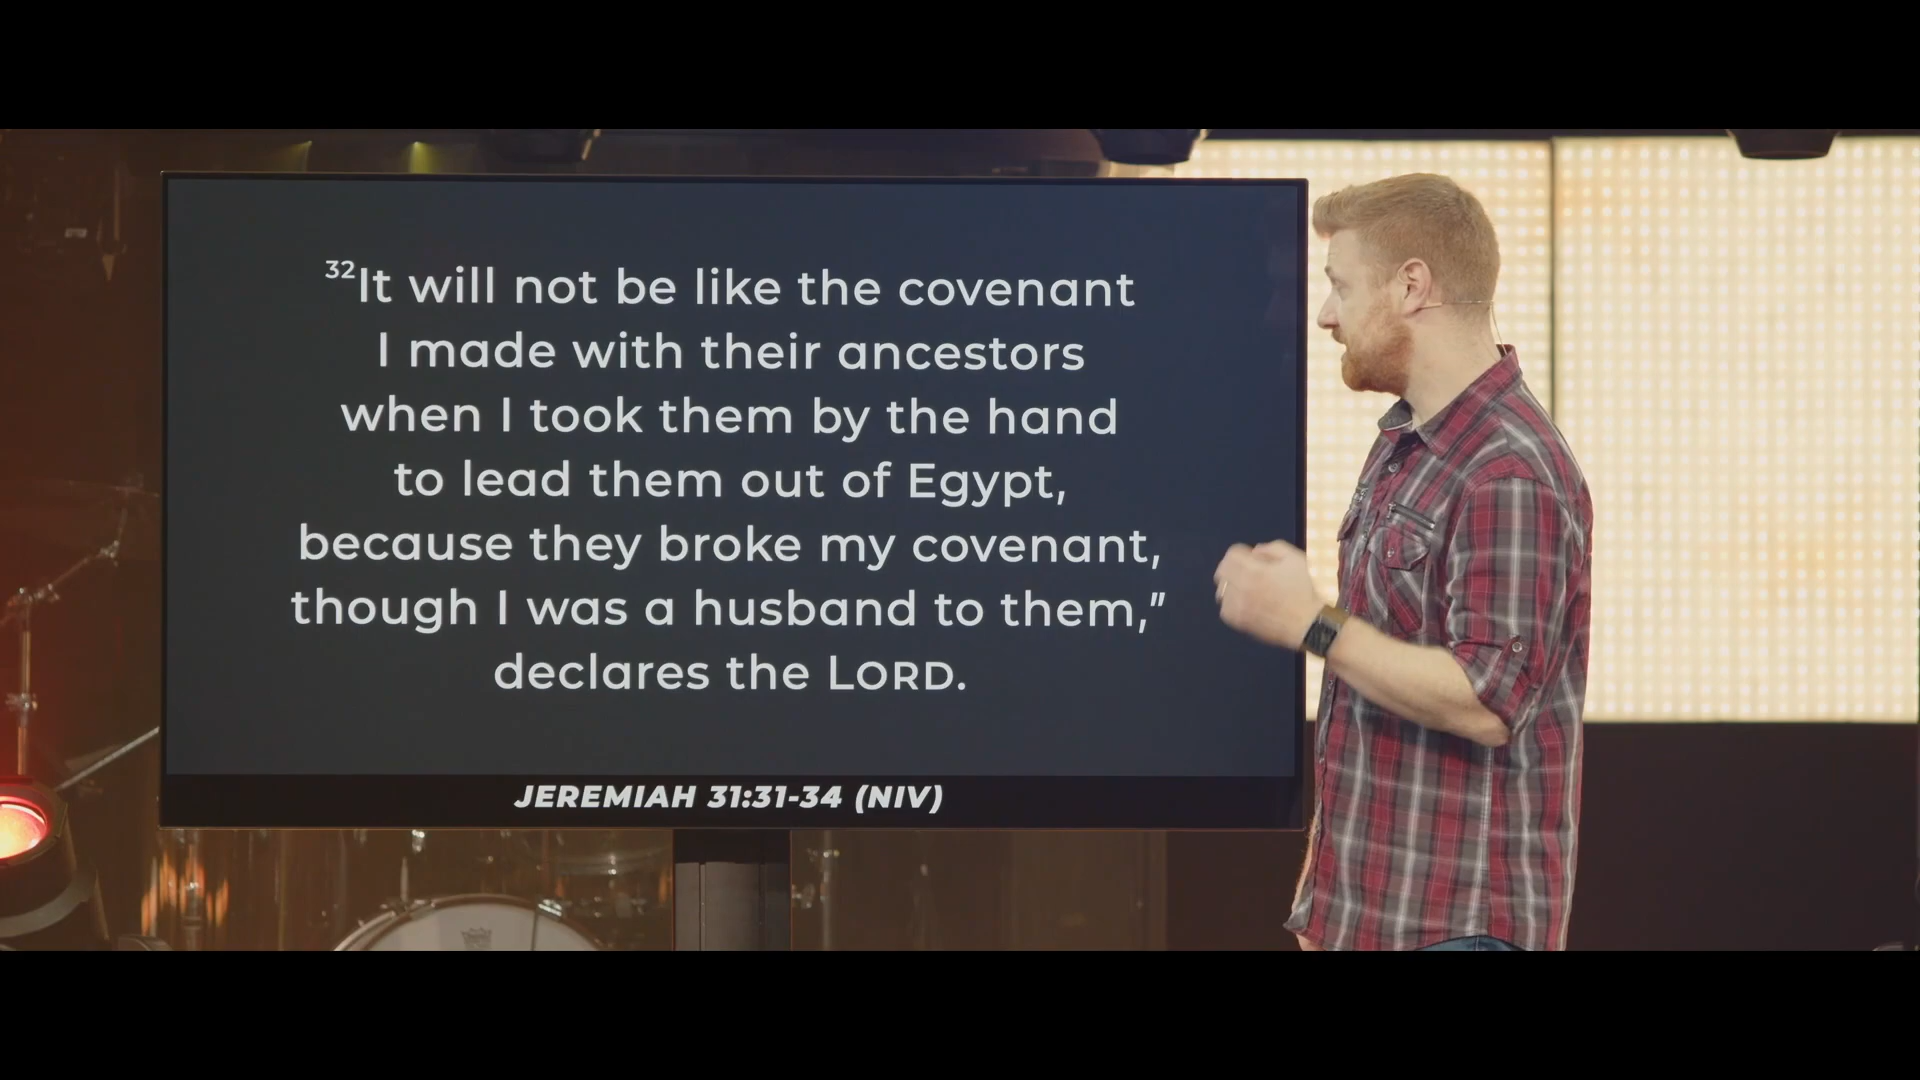 ³²It will not be like the covenant
I made with their ancestors
when I took them by the hand
to lead them out of Egypt,
because they broke my covenant,
though I was a husband to them,”
declares the LORD.
JEREMIAH 31:31-34 (NIV)